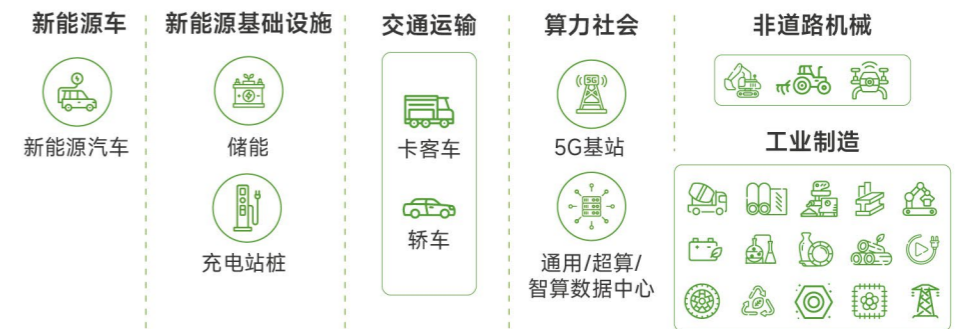 新能源车
新能源汽车
新能源基础设施
储能
充电站桩
交通运输
卡客车
轿车
算力社会
5G
5G基站
通用/超算/
智算数据中心
非道路机械
工业制造